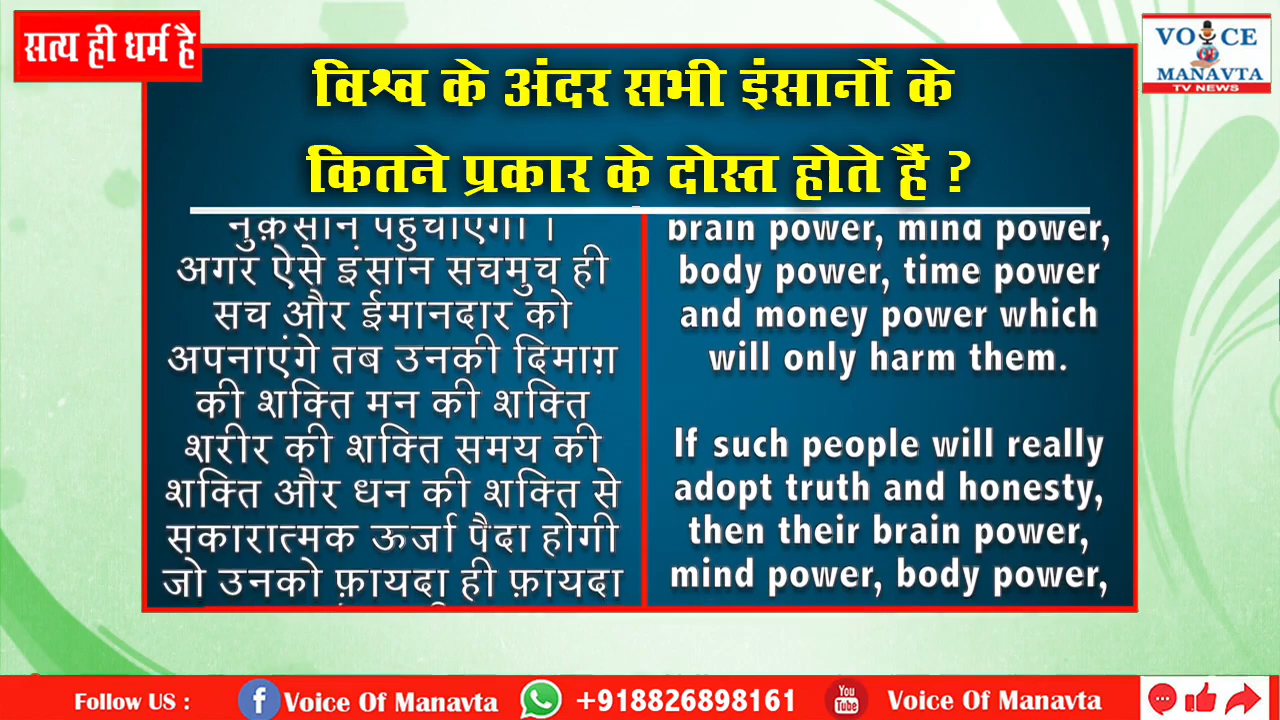 सत्य ही धर्म है
VOICE
MANAVTA
TV NEWS
विश्व के अंदर सभी इंसानों के
कितने प्रकार के दोस्त होते हैं ?
नुक़सान पहुंचाएगी ।
अगर ऐसे इंसान सचमुच ही
सच और ईमानदार को
अपनाएंगे तब उनकी दिमाग़
की शक्ति मन की शक्ति
शरीर की शक्ति समय की
शक्ति और धन की शक्ति से
सकारात्मक ऊर्जा पैदा होगी
जो उनको फ़ायदा ही फ़ायदा
brain power, mind power,
body power, time power
and money power which
will only harm them.
If such people will really
adopt truth and honesty,
then their brain power,
mind power, body power,
Follow US : Voice Of Manavta +918826898161 You Tube Voice Of Manavta